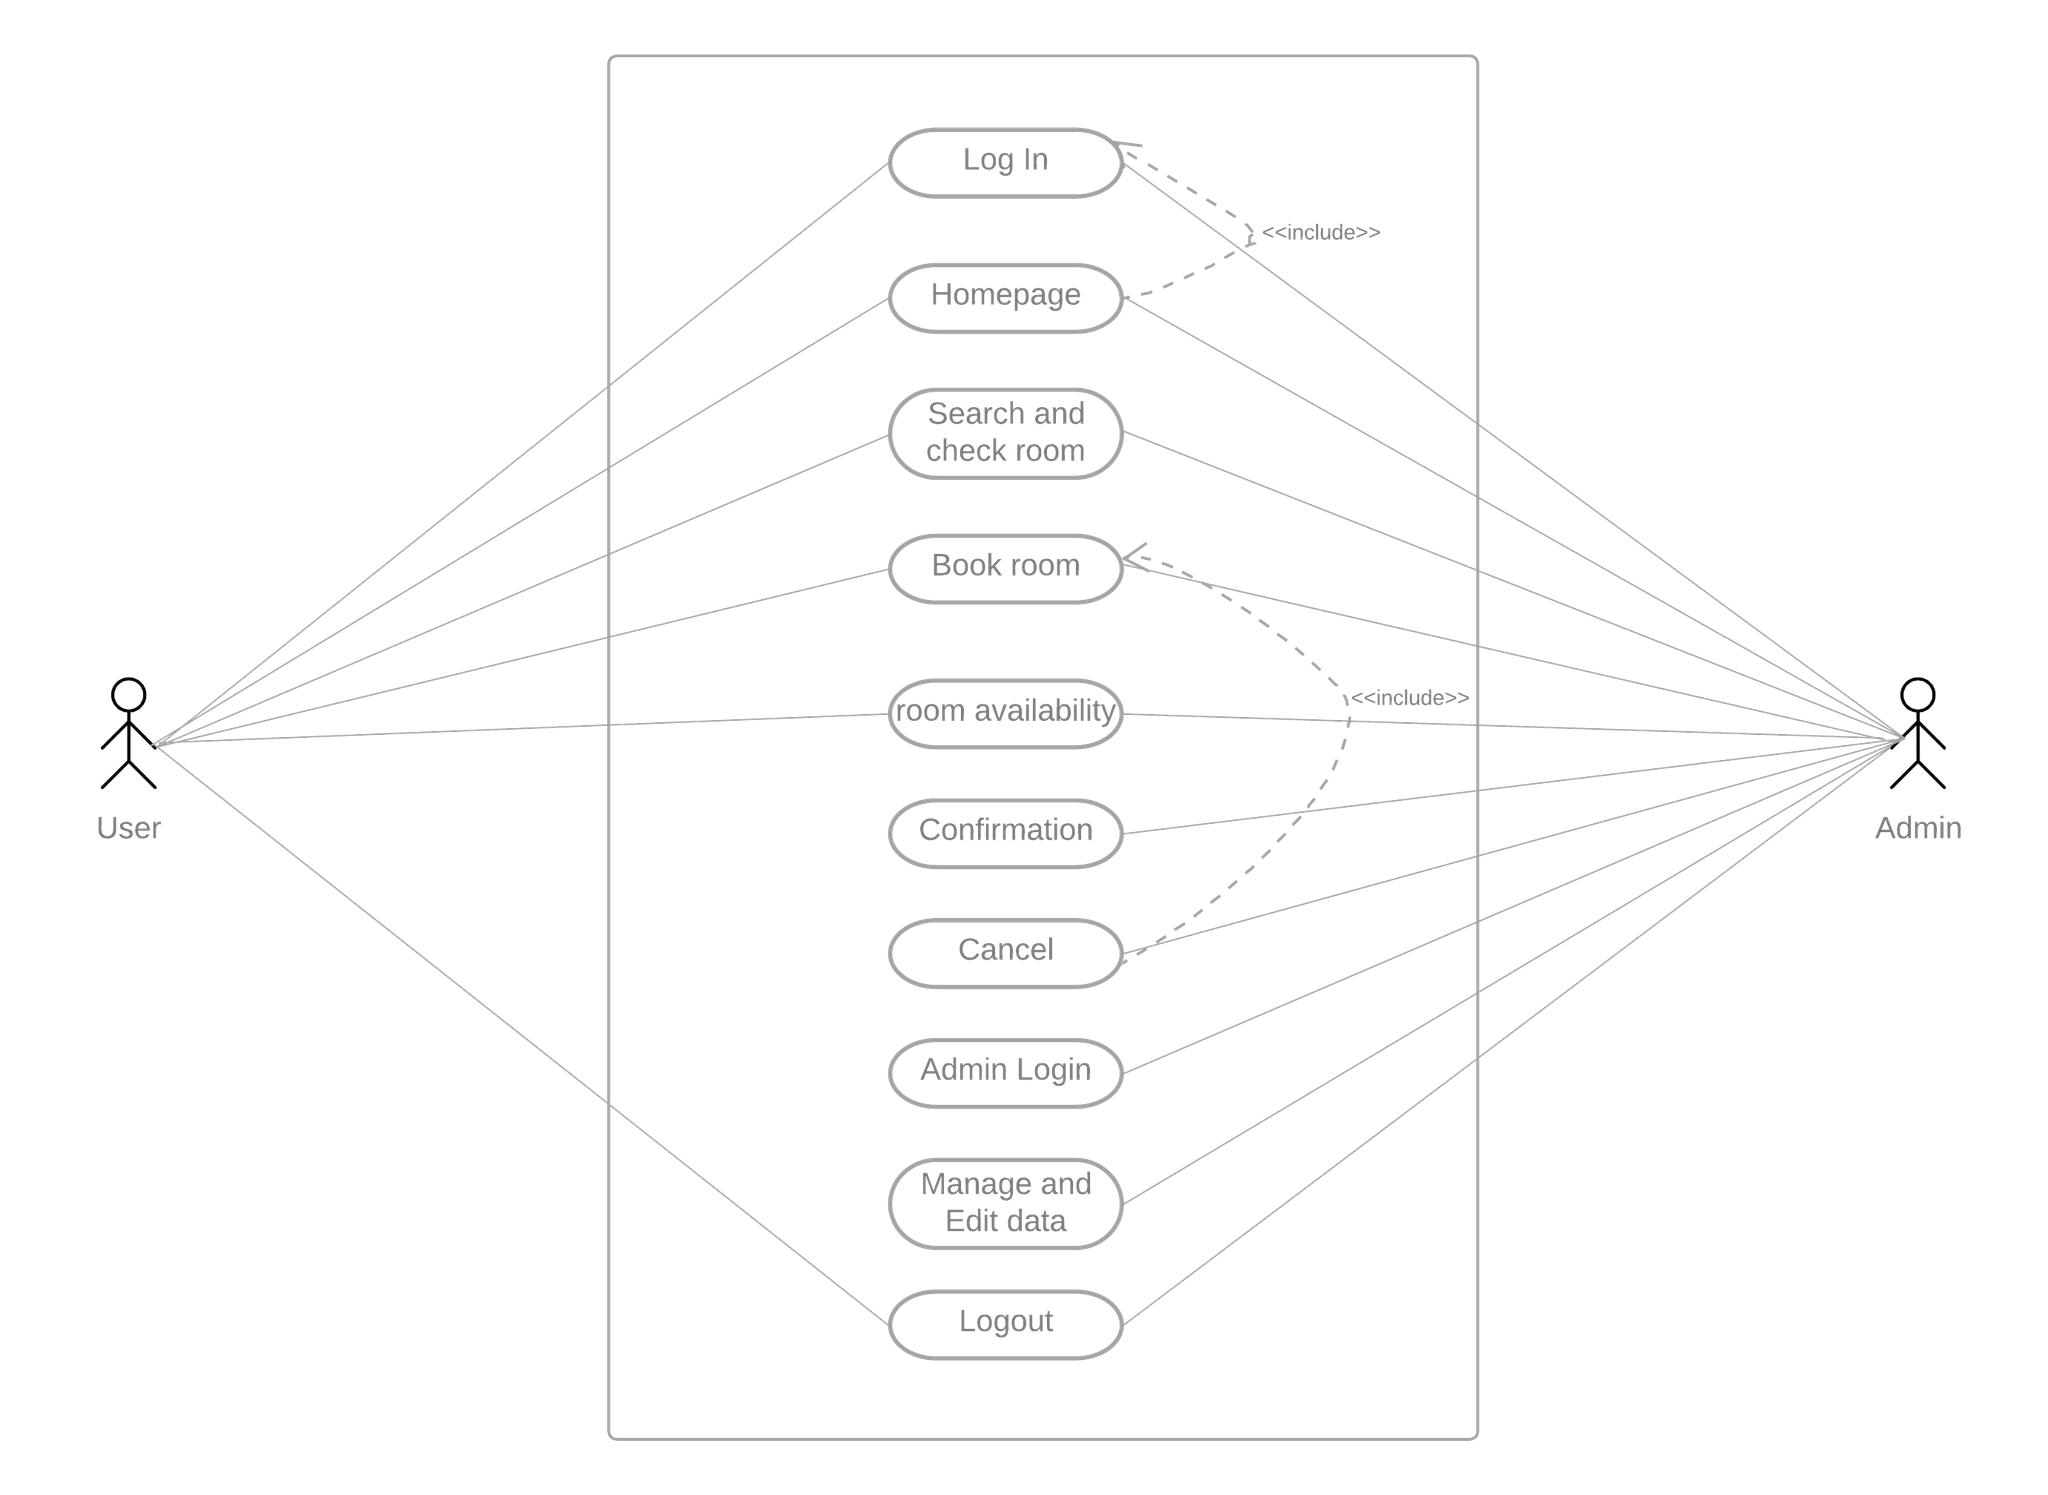 Log In
<<include>>
Homepage
Search and
check room
Book room
<<include>>
room availability
User
Confirmation
Admin
Cancel
Admin Login
Manage and
Edit data
Logout